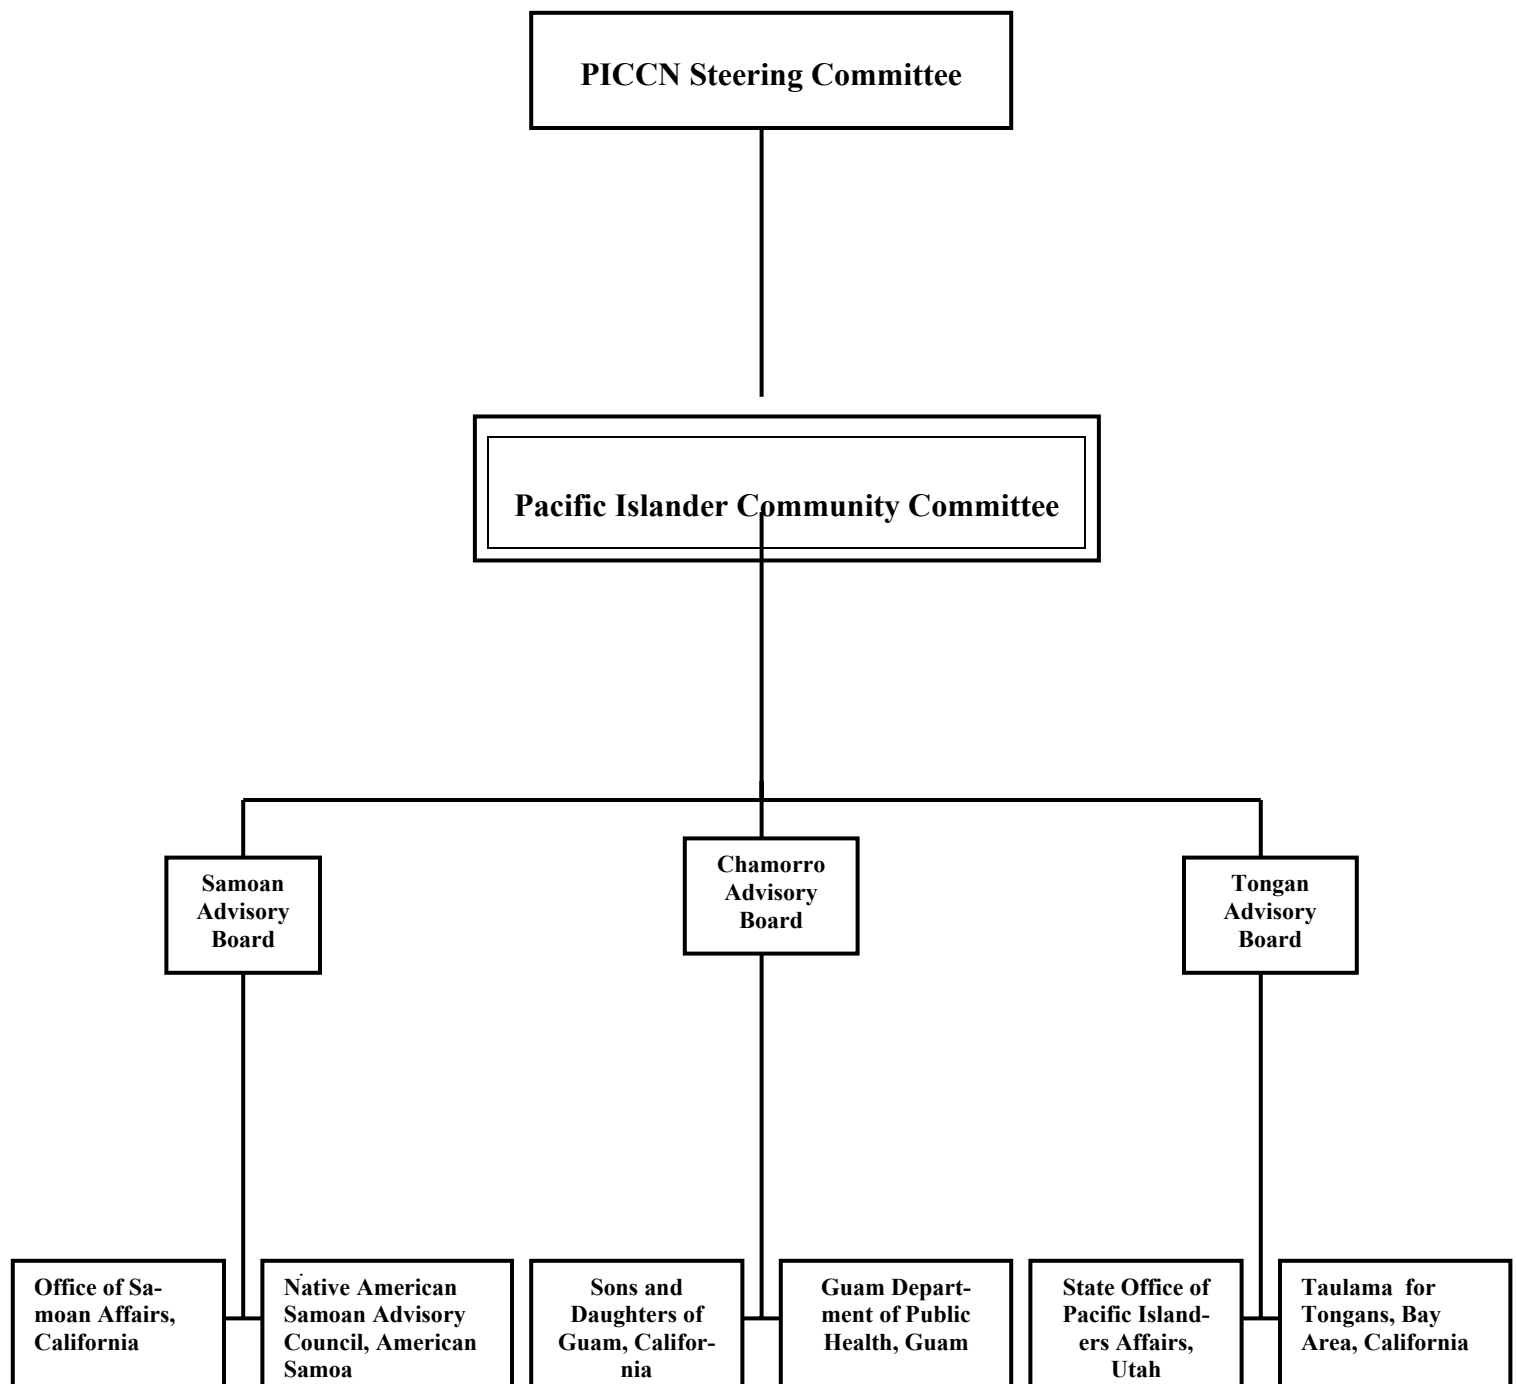 PICCN Steering Committee
Pacific Islander Community Committee
Samoan
Advisory
Board
Chamorro
Advisory
Board
Tongan
Advisory
Board
Office of Sa-
moan Affairs,
California
Native American
Samoan Advisory
Council, American
Samoa
Sons and
Daughters of
Guam, Califor-
nia
Guam Depart-
ment of Public
Health, Guam
State Office of
Pacific Island-
ers Affairs,
Utah
Taulama for
Tongans, Bay
Area, California